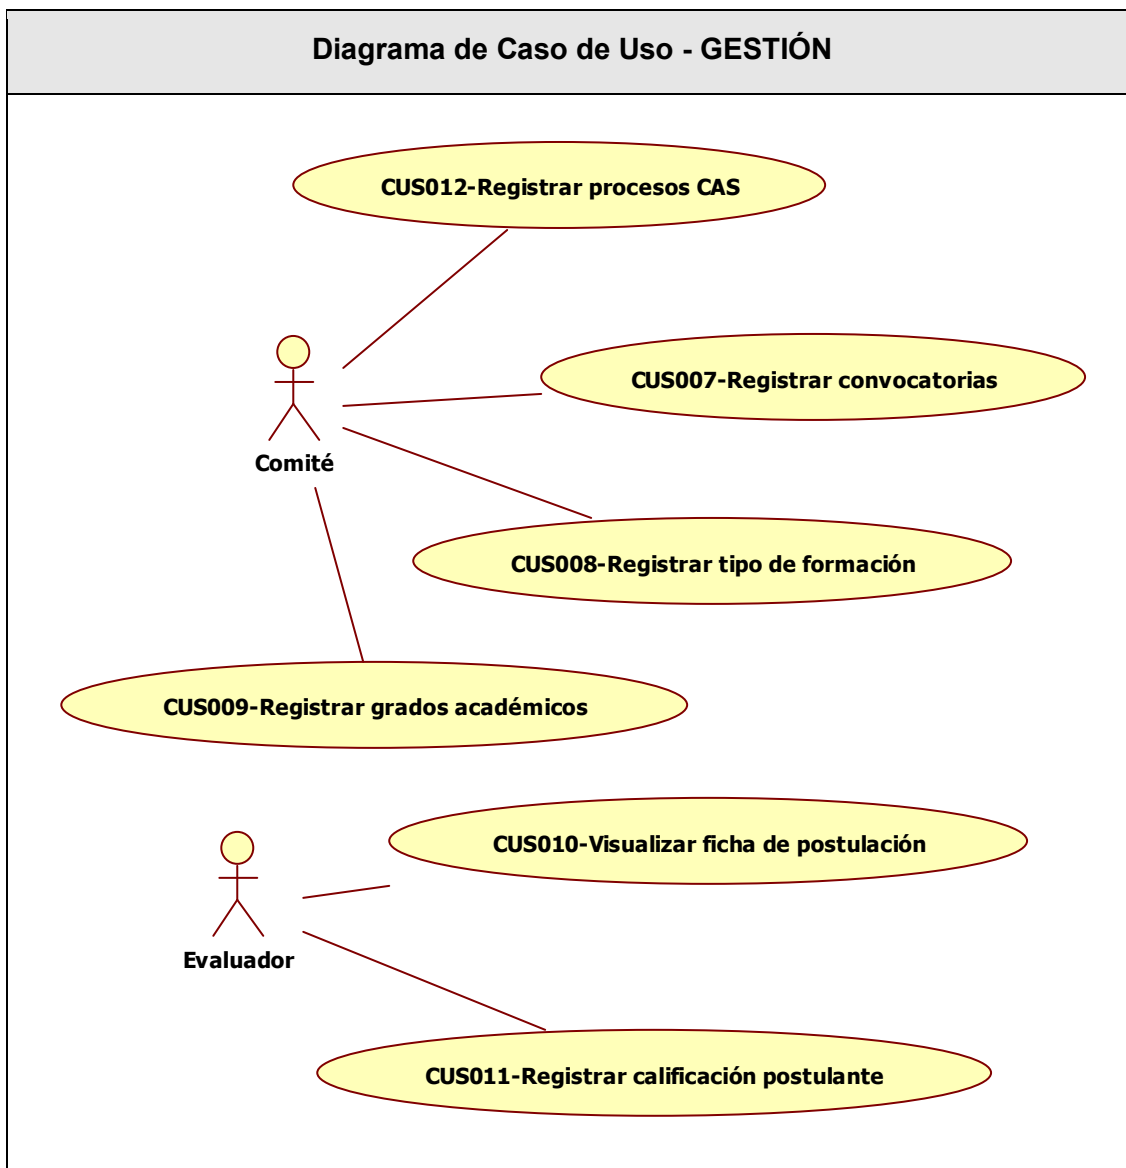 Diagrama de Caso de Uso - GESTIÓN
CUS012-Registrar procesos CAS
CUS007-Registrar convocatorias
Comité
CUS008-Registrar tipo de formación
CUS009-Registrar grados académicos
CUS010-Visualizar ficha de postulación
Evaluador
CUS011-Registrar calificación postulante